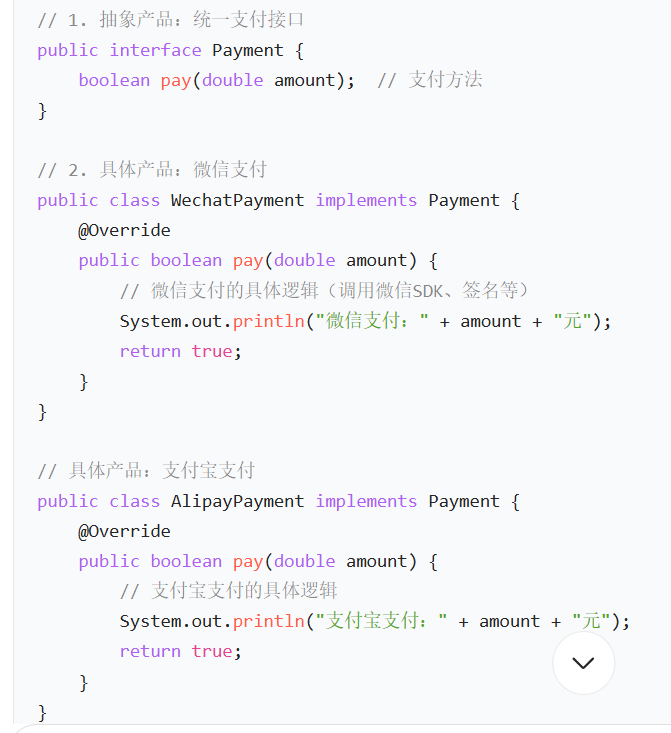 // 1. 抽象产品：统一支付接口
public interface Payment {
    boolean pay(double amount);  // 支付方法
}

// 2. 具体产品：微信支付
public class WechatPayment implements Payment {
    @Override
    public boolean pay(double amount) {
        // 微信支付的具体逻辑（调用微信SDK、签名等）
        System.out.println("微信支付：" + amount + "元");
        return true;
    }
}

// 具体产品：支付宝支付
public class AlipayPayment implements Payment {
    @Override
    public boolean pay(double amount) {
        // 支付宝支付的具体逻辑
        System.out.println("支付宝支付：" + amount + "元");
        return true;
    }
}